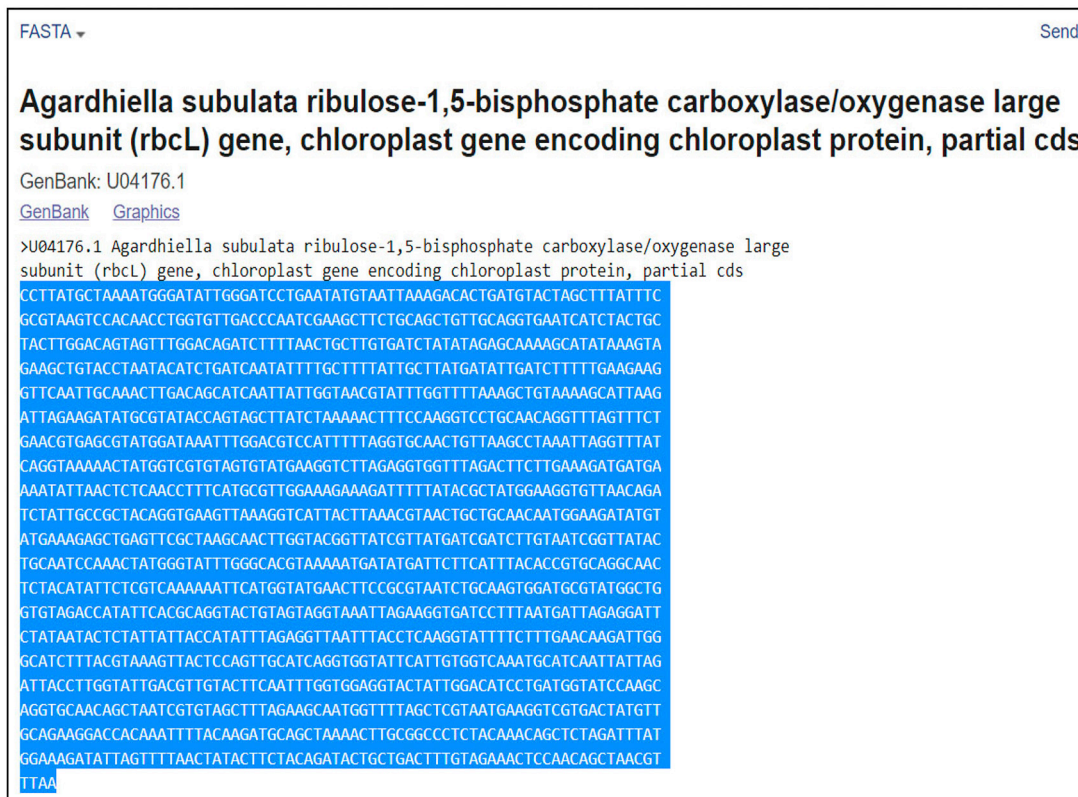 FASTA
Send
Agardhiella subulata ribulose-1,5-bisphosphate carboxylase/oxygenase large
subunit (rbcL) gene, chloroplast gene encoding chloroplast protein, partial cds
GenBank: U04176.1
GenBank Graphics
>U04176.1 Agardhiella subulata ribulose-1,5-bisphosphate carboxylase/oxygenase large
subunit (rbcL) gene, chloroplast gene encoding chloroplast protein, partial cds
CCTTATGCTAAAATGGGATATTGGGATCCTGAATATGTAATTAAAGACACTGATGTACTAGCTTTATTTC
GCGTAAGTCCACAACCTGGTGTTGACCCAATCGAAGCTTCTGCAGCTGTTGCAGGTGAATCATCTACTGC
TACTTGGACAGTAGTTTGGACAGATCTTTTAACTGCTTGTGATCTATATAGAGCAAAAGCATATAAAGTA
GAAGCTGTACCTAATACATCTGATCAATATTTTGCTTTTATTGCTTATGATATTGATCTTTTTGAAGAAG
GTTCAATTGCAAACTTGACAGCATCAATTATTGGTAACGTATTTGGTTTTAAAGCTGTAAAAGCATTAAG
ATTAGAAGATATGCGTATACCAGTAGCTTATCTAAAAACTTTCCAAGGTCCTGCAACAGGTTTAGTTTCT
GAACGTGAGCGTATGGATAAATTTGGACGTCCATTTTTAGGTGCAACTGTTAAGCCTAAATTAGGTTTAT
CAGGTAAAAACTATGGTCGTGTAGTGTATGAAGGTCTTAGAGGTGGTTTAGACTTCTTGAAAGATGATGA
AAATATTAACTCTCAACCTTTCATGCGTTGGAAAGAAAGATTTTTATACGCTATGGAAGGTGTTAACAGA
TCTATTGCCGCTACAGGTGAAGTTAAAGGTCATTACTTAAACGTAACTGCTGCAACAATGGAAGATATGT
ATGAAAGAGCTGAGTTCGCTAAGCAACTTGGTACGGTTATCGTTATGATCGATCTTGTAATCGGTTATAC
TGCAATCCAAACTATGGGTATTTGGGCACGTAAAAATGATATGATTCTTCATTTACACCGTGCAGGCAAC
TCTACATATTCTCGTCAAAAAAATTCATGGTATGAACTTCCGCGTAATCTGCAAGTGGATGCGTATGGCTG
GTGTAGACCATATTCACGCAGGTACTGTAGTAGGTAAATTAGAAGGTGATCCTTTAATGATTAGAGGATT
CTATAATACTCTATTATTACCATATTTAGAGGTTAATTTACCTCAAGGTATTTTCTTTGAACAAGATTGG
GCATCTTTACGTAAAGTTACTCCAGTTGCATCAGGTGGTATTCATTGTGGTCAAATGCATCAATTATTAG
ATTACCTTGGTATTGACGTTGTACTTCAATTTGGTGGAGGTACTATTGGACATCCTGATGGTATCCAAGC
AGGTGCAACAGCTAATCGTGTAGCTTTAGAAGCAATGGTTTTAGCTCGTAATGAAGGTCGTGACTATGTT
GCAGAAGGACCACAAATTTTACAAGATGCAGCTAAAACTTGCGGCCCTCTACAAACAGCTCTAGATTTAT
GGAAAGATATTAGTTTTAACTATACTTCTACAGATACTGCTGACTTTGTAGAAACTCCAACAGCTAACGT
TTAA